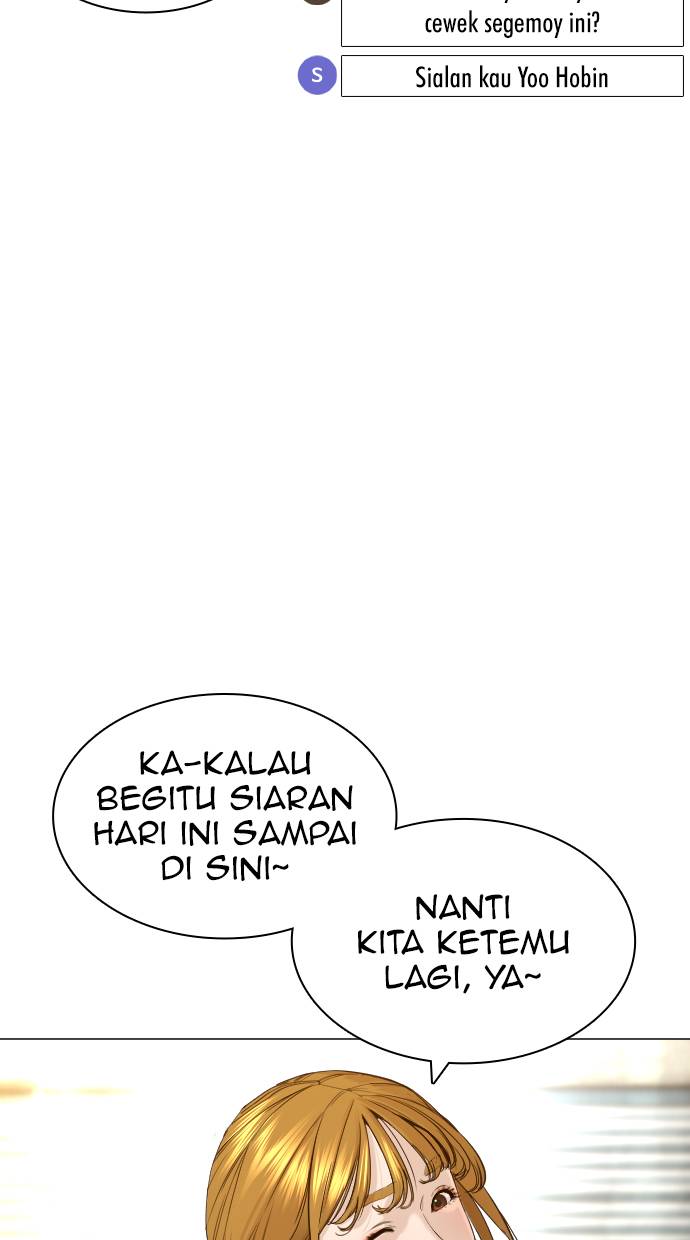 cewek segemoy ini?
S
Sialan kau Yoo Hobin
KA-KALAU
BEGITU SIARAN
HARI INI SAMPAI
DI SINI~
NANTI
KITA KETEMU
LAGI, YA~